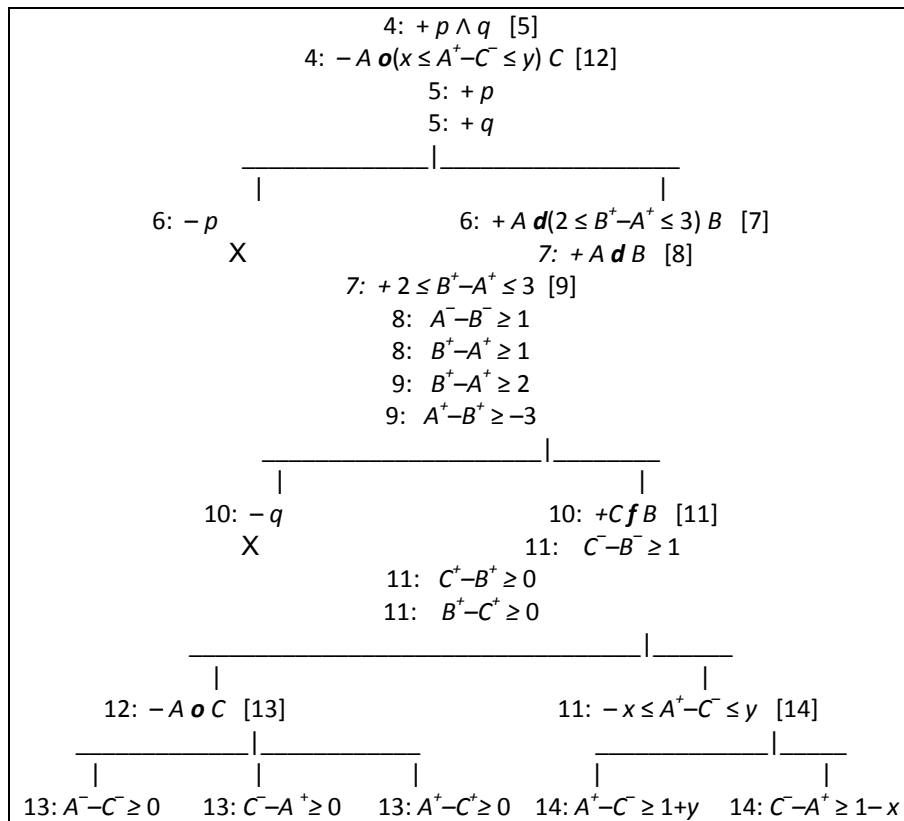 4: + p ∧ q [5]
4: – A o(x ≤ A⁺–C⁻ ≤ y) C [12]
5: + p
5: + q
6: – p 6: + A d(2 ≤ B⁺–A⁺ ≤ 3) B [7]
X 7: + A d B [8]
7: + 2 ≤ B⁺–A⁺ ≤ 3 [9]
8: A⁻–B⁻ ≥ 1
8: B⁺–A⁺ ≥ 1
9: B⁺–A⁺ ≥ 2
9: A⁺–B⁺ ≥ –3
10: – q 10: +C f B [11]
X 11: C⁻–B⁻ ≥ 1
11: C⁺–B⁺ ≥ 0
11: B⁺–C⁺ ≥ 0
12: – A o C [13] 11: – x ≤ A⁺–C⁻ ≤ y [14]
13: A⁻–C⁻ ≥ 0 13: C⁻–A⁺ ≥ 0 13: A⁺–C⁺ ≥ 0 14: A⁺–C⁻ ≥ 1+y 14: C⁻–A⁺ ≥ 1– x